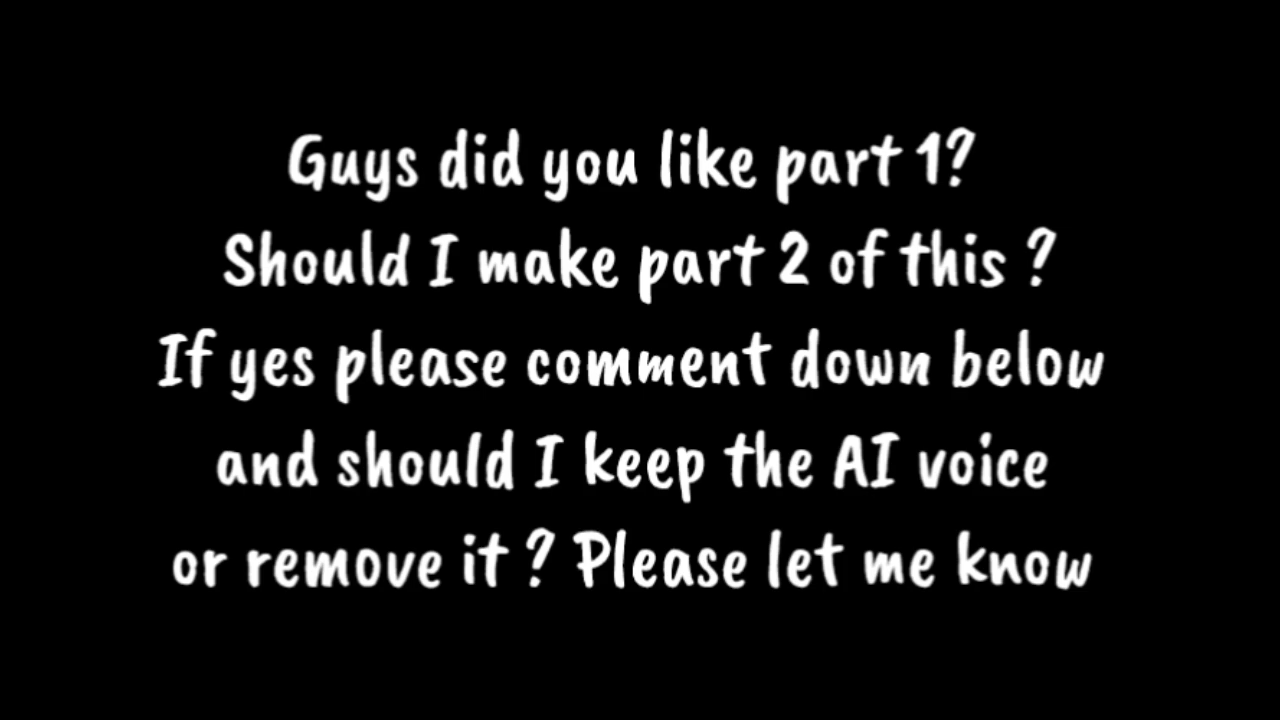 Guys did you like part 1?
Should I make part 2 of this ?
If yes please comment down below
and should I keep the AI voice
or remove it ? Please let me know